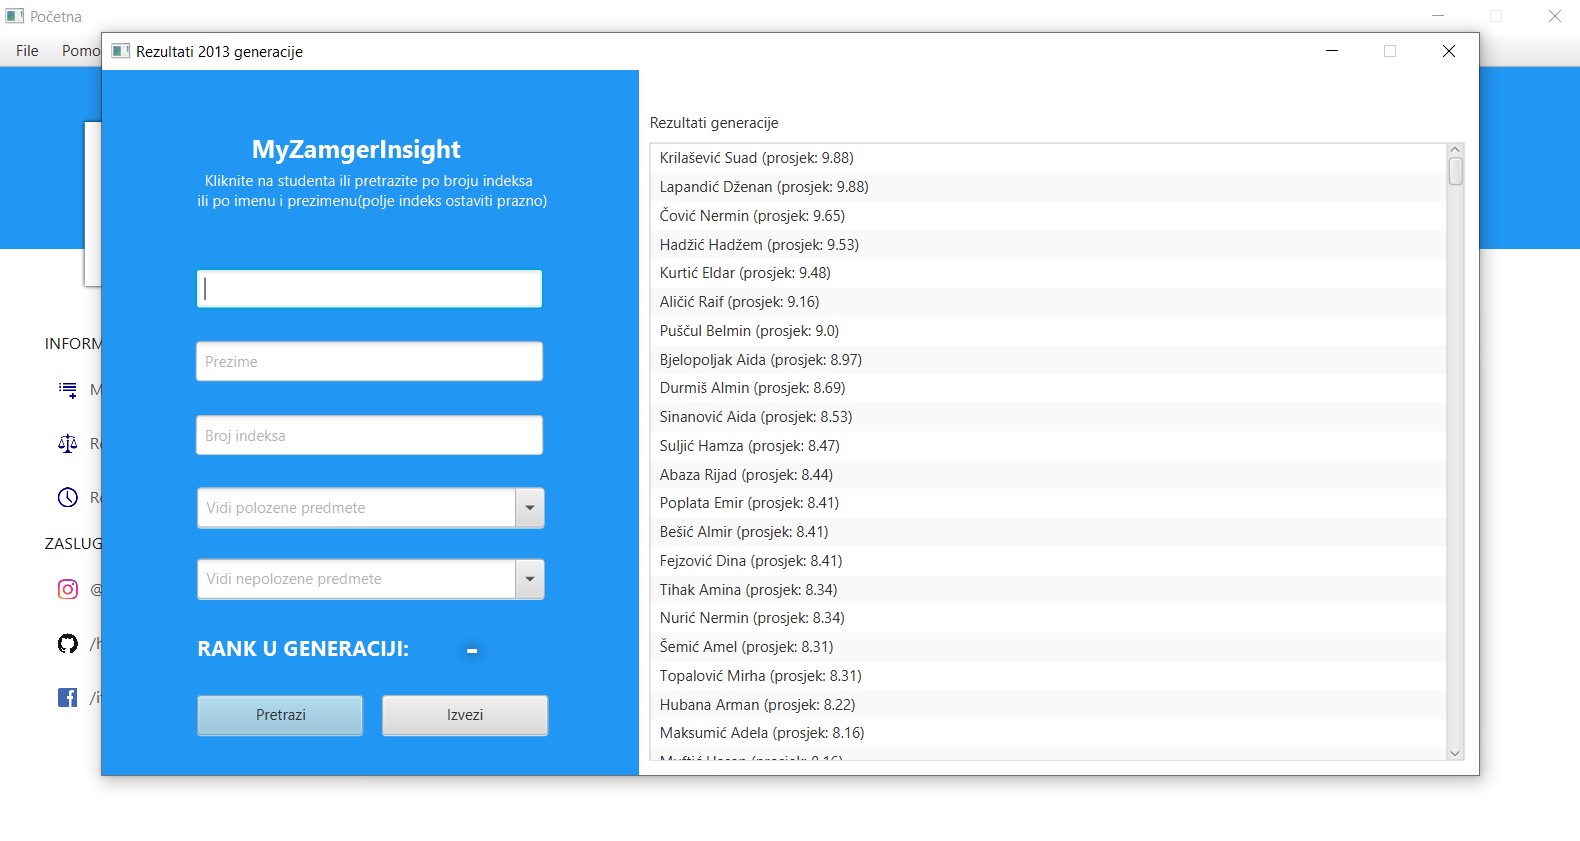 Početna
File Pomo
Rezultati 2013 generacije
MyZamgerInsight
Kliknite na studenta ili pretrazite po broju indeksa
ili po imenu i prezimenu(polje indeks ostaviti prazno)
Prezime
Broj indeksa
Vidi polozene predmete
Vidi nepolozene predmete
RANK U GENERACIJI: -
Pretrazi Izvezi
Rezultati generacije
Krilašević Suad (prosjek: 9.88)
Lapandić Dženan (prosjek: 9.88)
Čović Nermin (prosjek: 9.65)
Hadžić Hadžem (prosjek: 9.53)
Kurtić Eldar (prosjek: 9.48)
Aličić Raif (prosjek: 9.16)
Puščul Belmin (prosjek: 9.0)
Bjelopoljak Aida (prosjek: 8.97)
Durmiš Almin (prosjek: 8.69)
Sinanović Aida (prosjek: 8.53)
Suljić Hamza (prosjek: 8.47)
Abaza Rijad (prosjek: 8.44)
Poplata Emir (prosjek: 8.41)
Bešić Almir (prosjek: 8.41)
Fejzović Dina (prosjek: 8.41)
Tihak Amina (prosjek: 8.34)
Nurić Nermin (prosjek: 8.34)
Šemić Amel (prosjek: 8.31)
Topalović Mirha (prosjek: 8.31)
Hubana Arman (prosjek: 8.22)
Maksumić Adela (prosjek: 8.16)
INFORM
M
Re
Re
ZASLUG
@
/h
/it